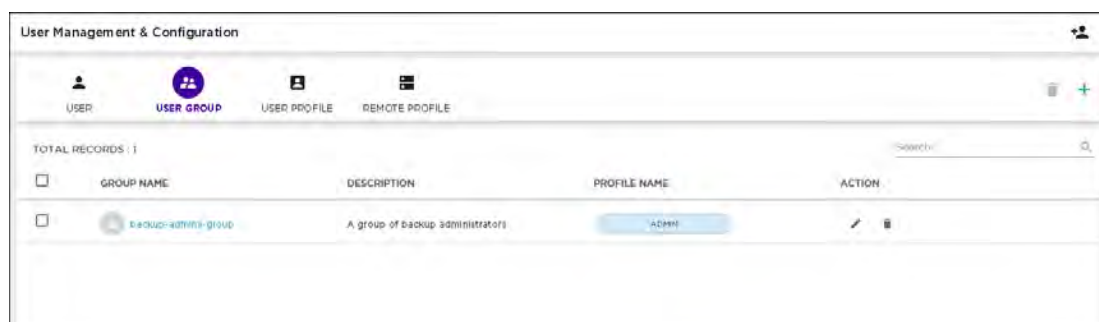 User Management & Configuration
USER USER GROUP USER PROFILE REMOTE PROFILE
TOTAL RECORDS : 1 Search
GROUP NAME DESCRIPTION PROFILE NAME ACTION
backup-admins-group A group of backup administrators ADMIN